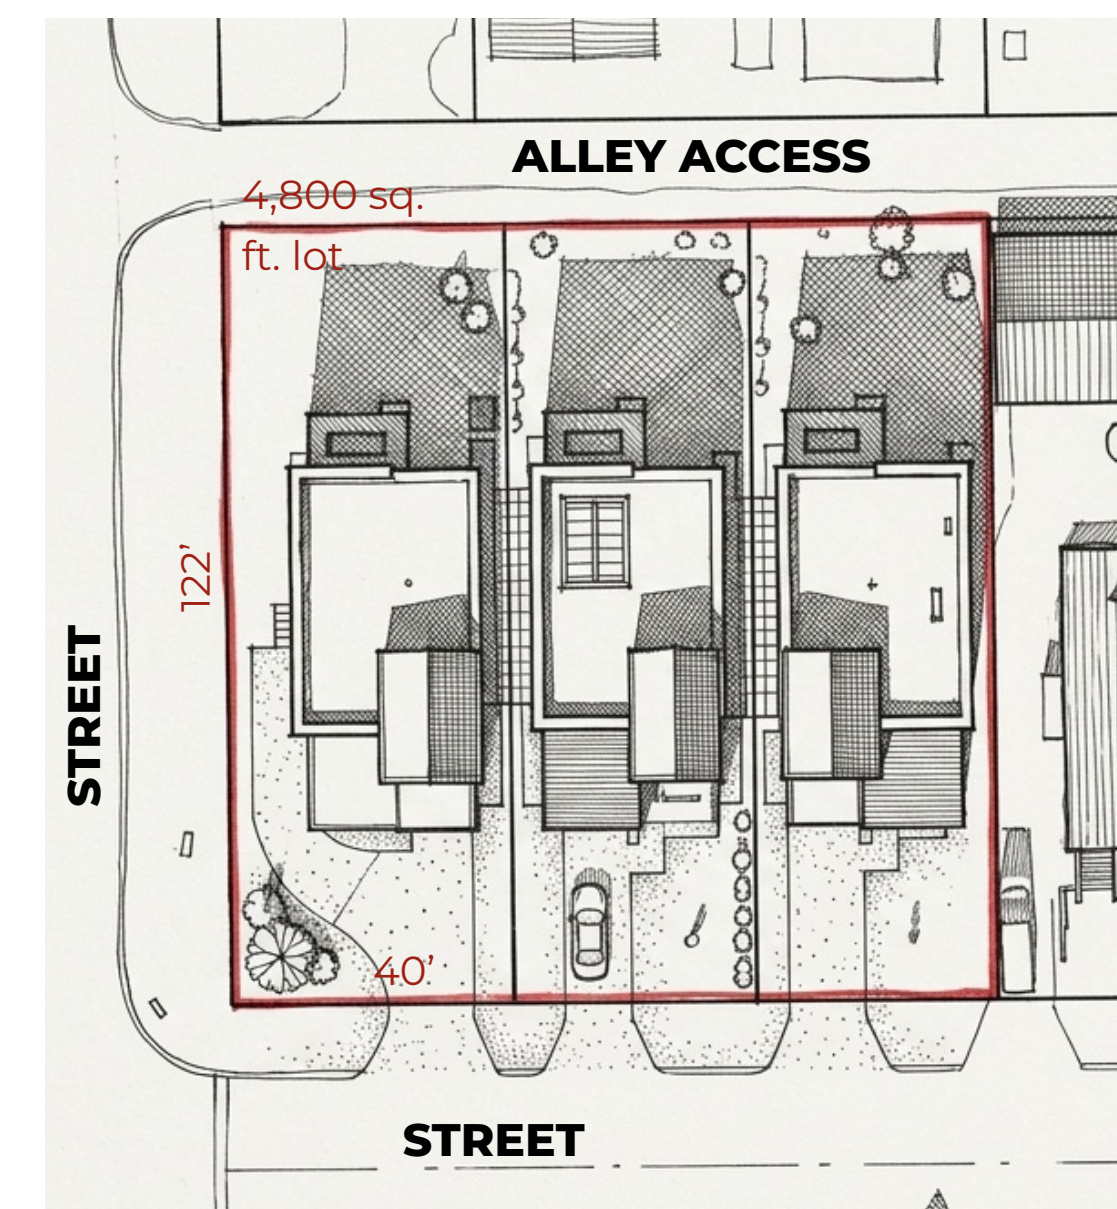 ALLEY ACCESS
4,800 sq.
ft. lot
122’
STREET
40’
STREET